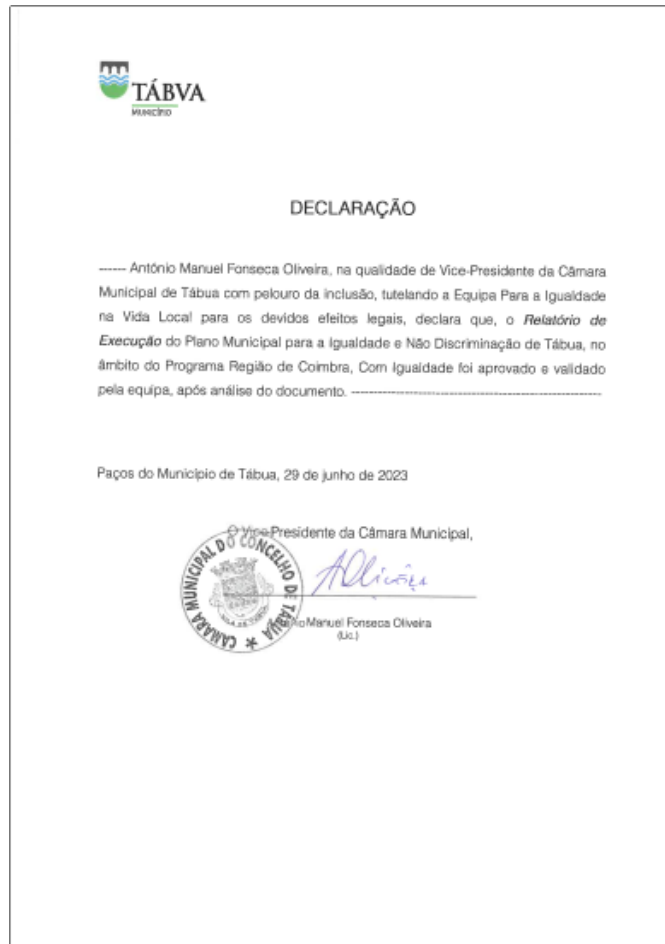 TÁBVA
MUNICÍPIO
DECLARAÇÃO
------ António Manuel Fonseca Oliveira, na qualidade de Vice-Presidente da Câmara
Municipal de Tábua com pelouro da inclusão, tutelando a Equipa Para a Igualdade
na Vida Local para os devidos efeitos legais, declara que, o Relatório de
Execução do Plano Municipal para a Igualdade e Não Discriminação de Tábua, no
âmbito do Programa Região de Coimbra, Com Igualdade foi aprovado e validado
pela equipa, após análise do documento. ------------------------------------------------------
Paços do Município de Tábua, 29 de junho de 2023
O Vice-Presidente da Câmara Municipal,
CAMARA MUNICIPAL DO CONCELHO DE TABUA
AOliveira
Manuel Fonseca Oliveira
(Lic.)